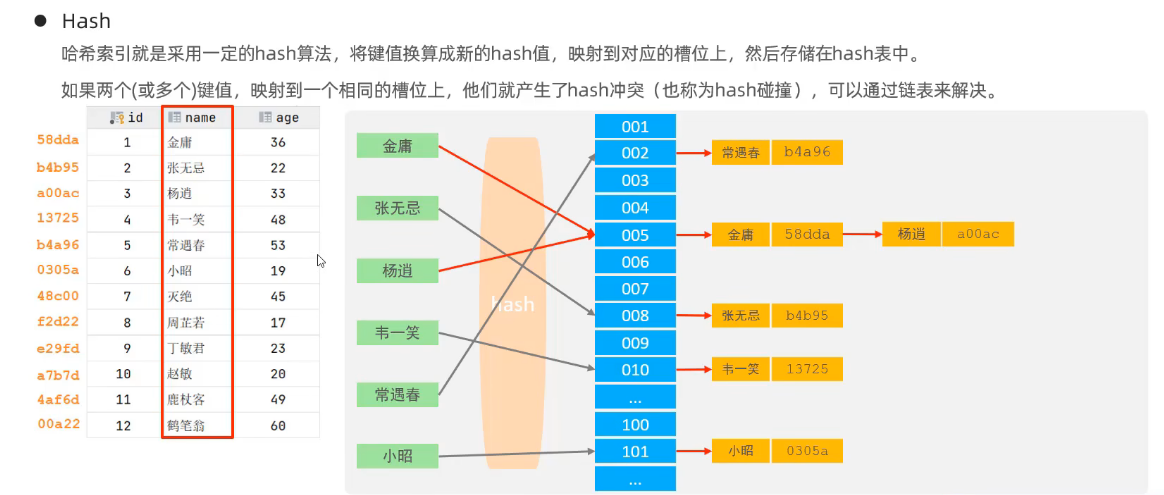 ● Hash
哈希索引就是采用一定的hash算法，将键值换算成新的hash值，映射到对应的槽位上，然后存储在hash表中。
如果两个(或多个)键值，映射到一个相同的槽位上，他们就产生了hash冲突（也称为hash碰撞），可以通过链表来解决。
id name age
58dda 1 金庸 36
b4b95 2 张无忌 22
a00ac 3 杨逍 33
13725 4 韦一笑 48
b4a96 5 常遇春 53
0305a 6 小昭 19
48c00 7 灭绝 45
f2d22 8 周芷若 17
e29fd 9 丁敏君 23
a7b7d 10 赵敏 20
4af6d 11 鹿杖客 49
00a22 12 鹤笔翁 60
金庸
张无忌
杨逍
韦一笑
常遇春
小昭
hash
001
002 常遇春 b4a96
003
004
005 金庸 58dda 杨逍 a00ac
006
007
008 张无忌 b4b95
009
010 韦一笑 13725
...
100
101 小昭 0305a
...